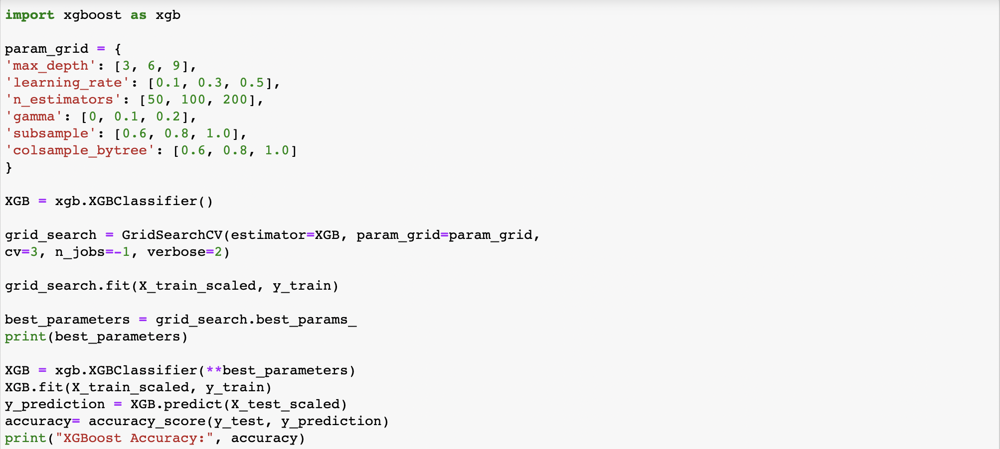 import xgboost as xgb
param_grid = {
'max_depth': [3, 6, 9],
'learning_rate': [0.1, 0.3, 0.5],
'n_estimators': [50, 100, 200],
'gamma': [0, 0.1, 0.2],
'subsample': [0.6, 0.8, 1.0],
'colsample_bytree': [0.6, 0.8, 1.0]
}
XGB = xgb.XGBClassifier()
grid_search = GridSearchCV(estimator=XGB, param_grid=param_grid,
cv=3, n_jobs=-1, verbose=2)
grid_search.fit(X_train_scaled, y_train)
best_parameters = grid_search.best_params_
print(best_parameters)
XGB = xgb.XGBClassifier(**best_parameters)
XGB.fit(X_train_scaled, y_train)
y_prediction = XGB.predict(X_test_scaled)
accuracy= accuracy_score(y_test, y_prediction)
print("XGBoost Accuracy:", accuracy)